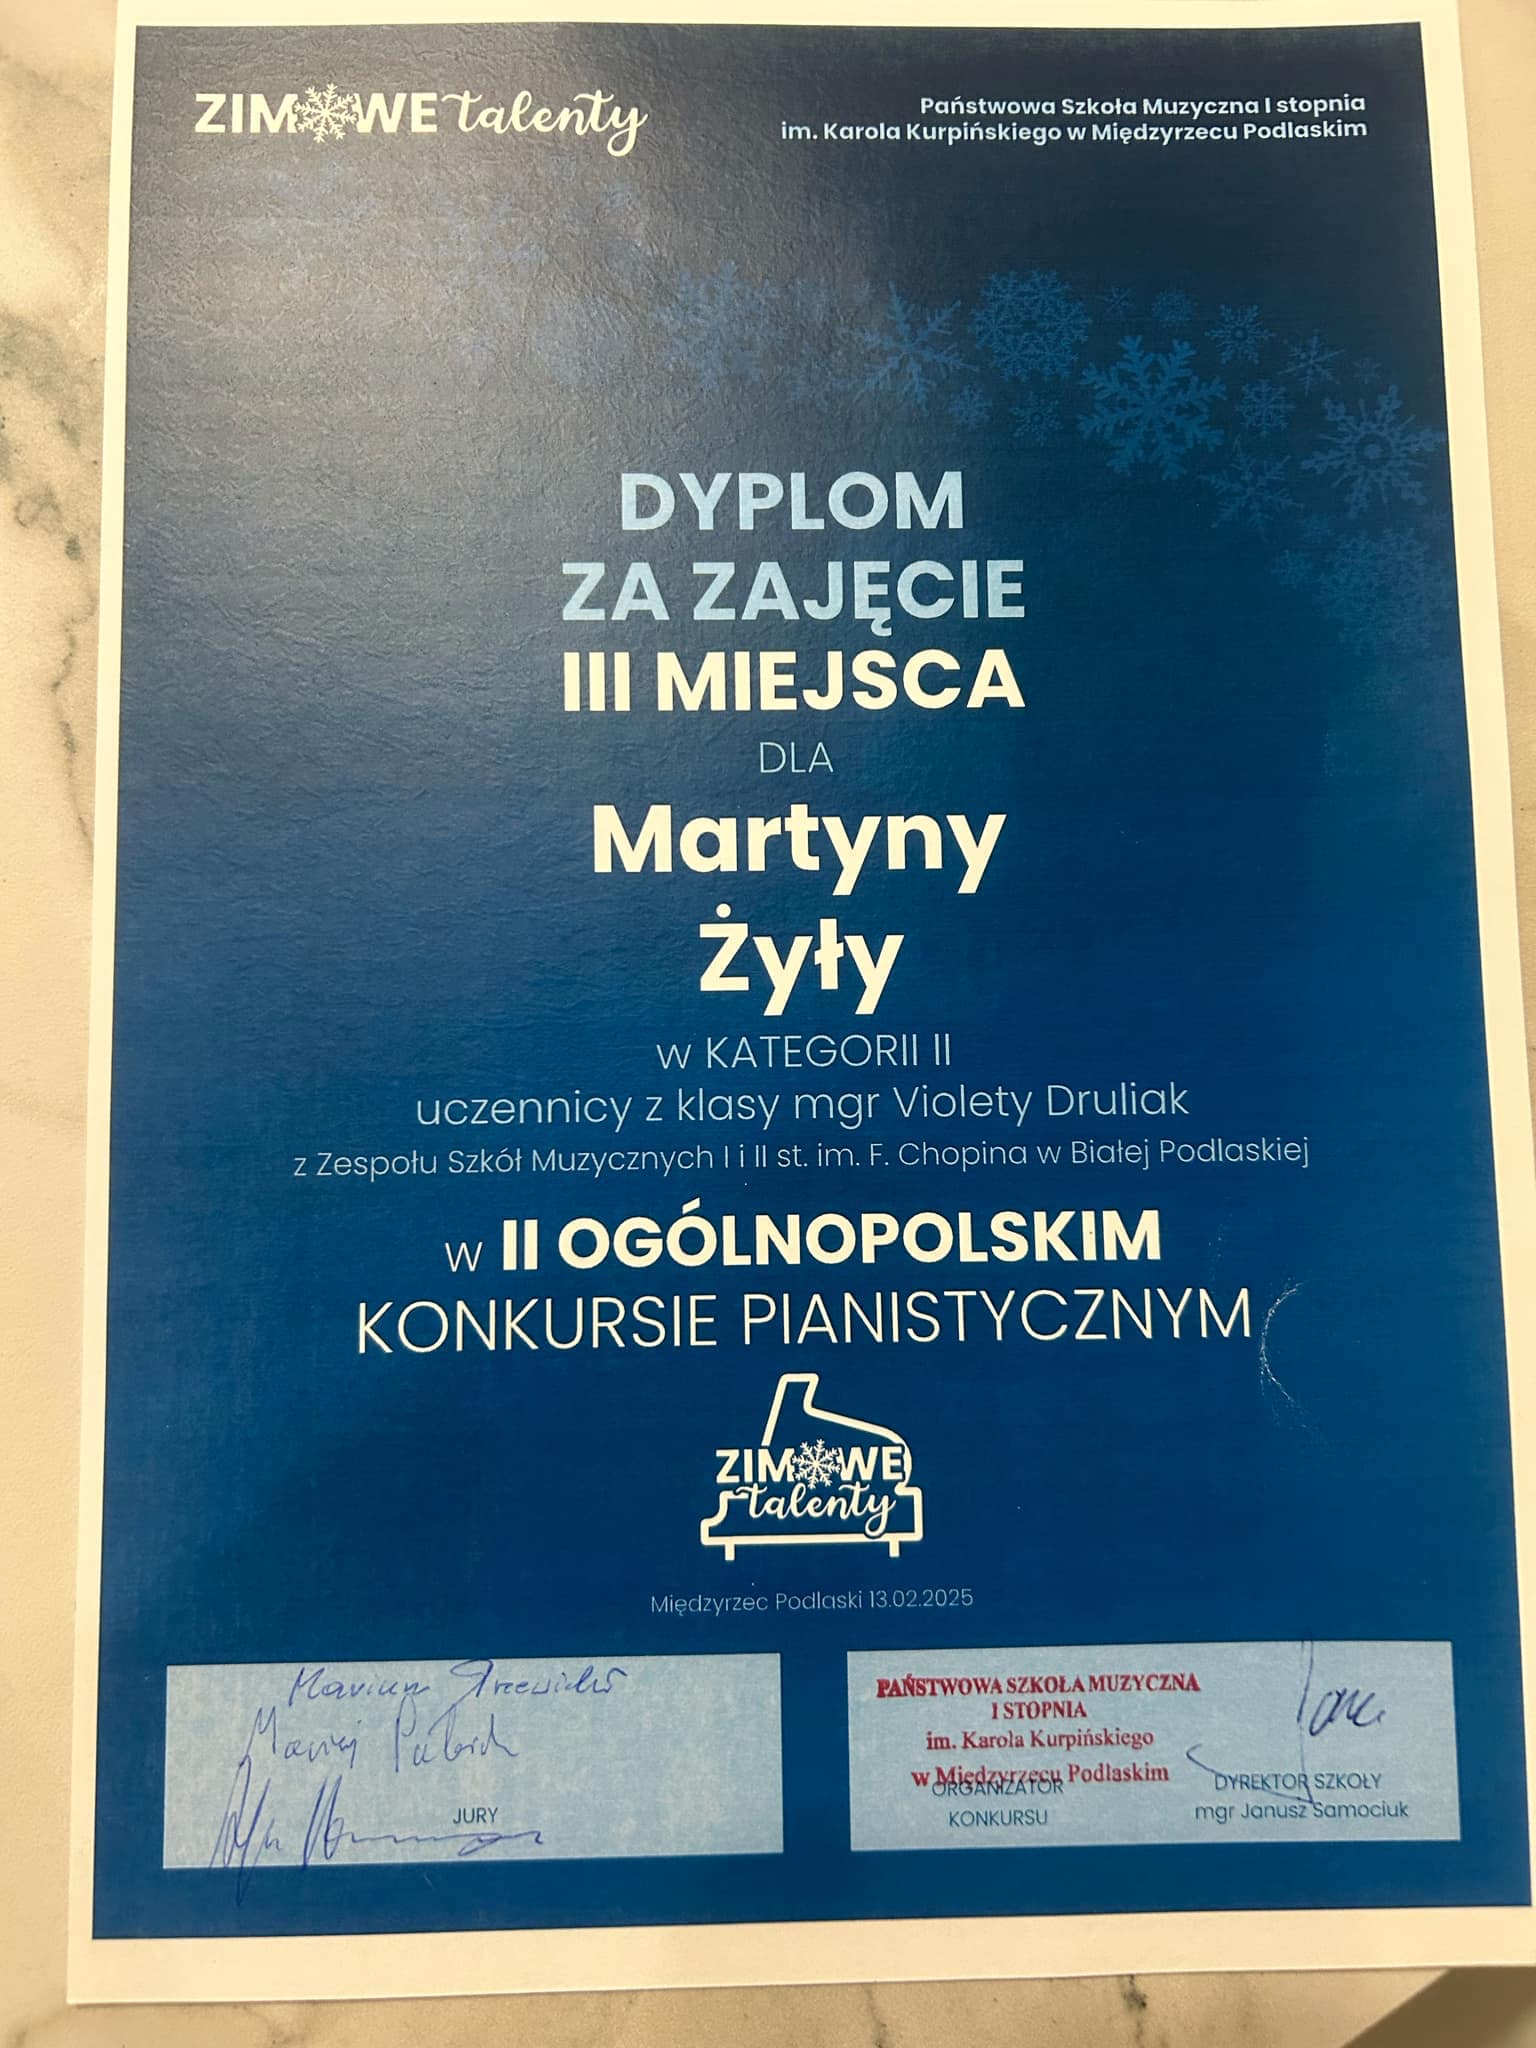 ZIMOWE talenty
Państwowa Szkoła Muzyczna I stopnia
im. Karola Kurpińskiego w Międzyrzecu Podlaskim
DYPLOM
ZA ZAJĘCIE
III MIEJSCA
DLA
Martyny
Żyły
w KATEGORII II
uczennicy z klasy mgr Violety Druliak
z Zespołu Szkół Muzycznych I i II st. im. F. Chopina w Białej Podlaskiej
w II OGÓLNOPOLSKIM
KONKURSIE PIANISTYCZNYM
ZIMOWE
talenty
Międzyrzec Podlaski 13.02.2025
JURY
PAŃSTWOWA SZKOŁA MUZYCZNA
I STOPNIA
im. Karola Kurpińskiego
w Międzyrzecu Podlaskim
ORGANIZATOR
KONKURSU
DYREKTOR SZKOŁY
mgr Janusz Samociuk